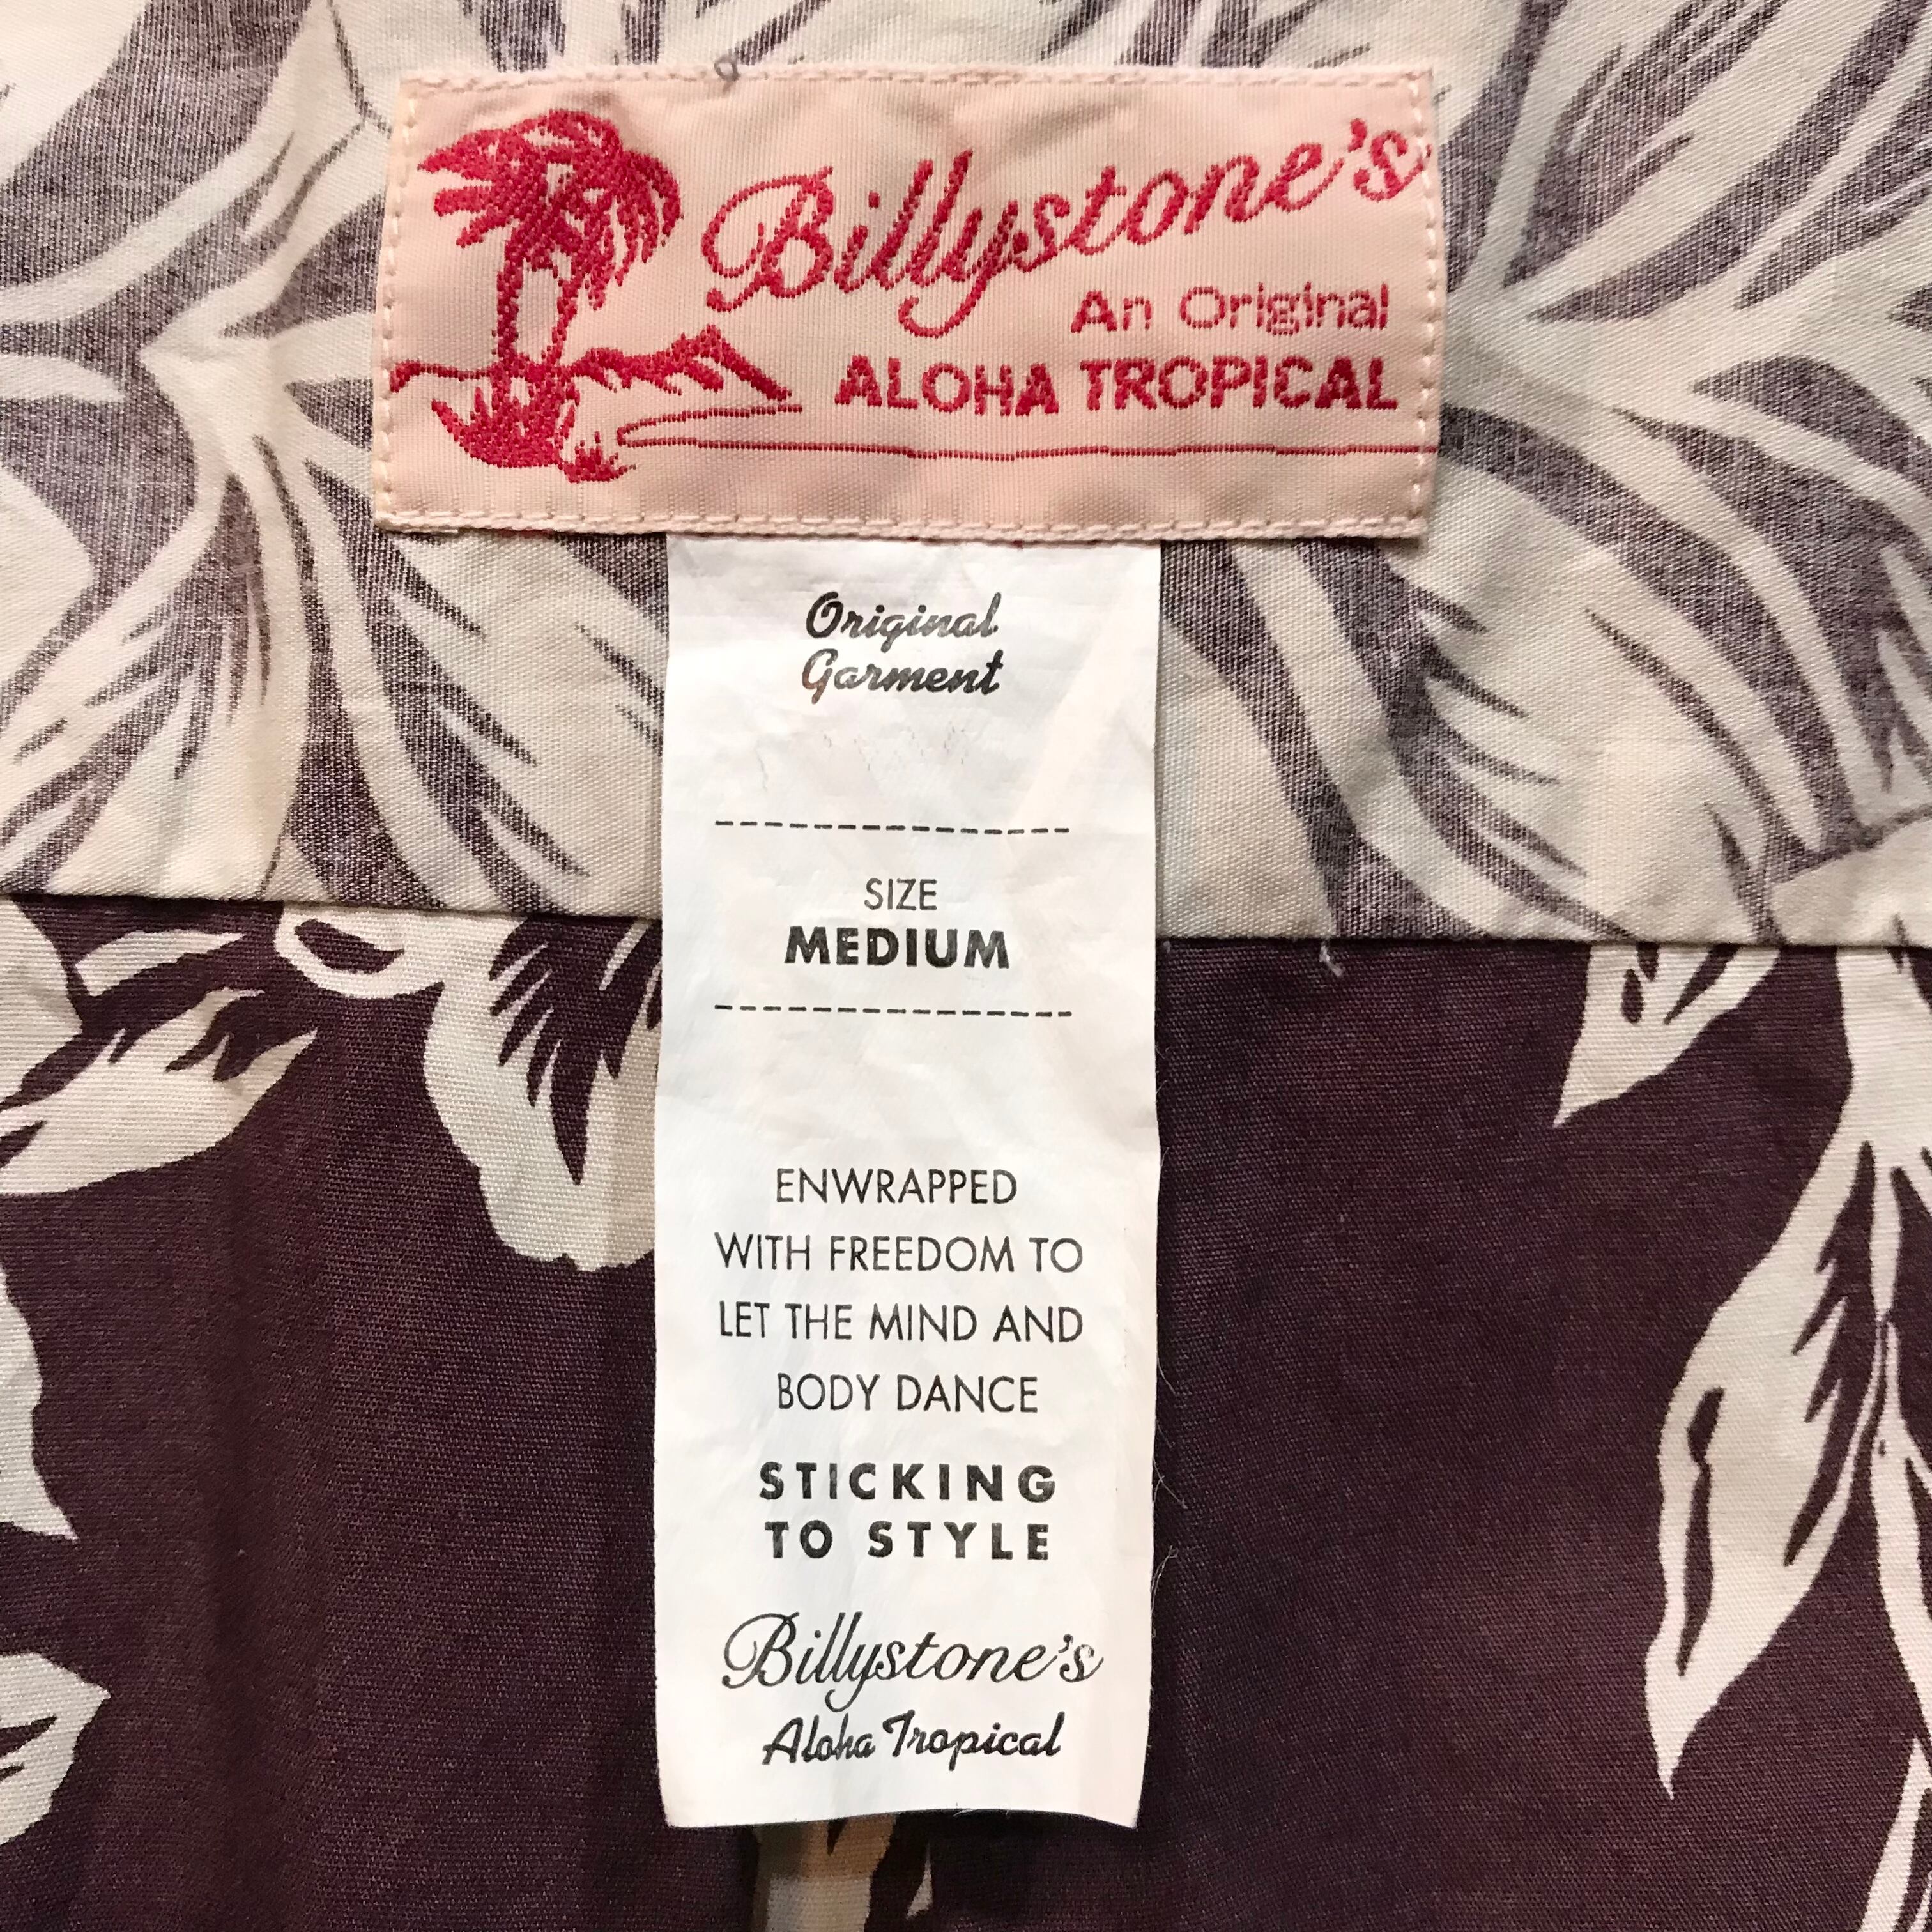 Billystone's
An Original
ALOHA TROPICAL
Original
Garment
SIZE
MEDIUM
ENWRAPPED
WITH FREEDOM TO
LET THE MIND AND
BODY DANCE
STICKING
TO STYLE
Billystone's
Aloha Tropical